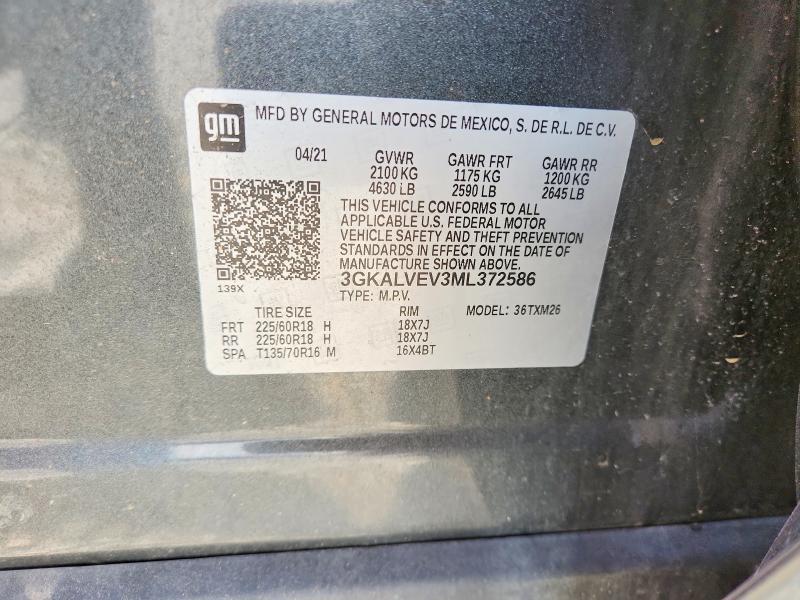 gm
MFD BY GENERAL MOTORS DE MEXICO, S. DE R.L. DE C.V.
04/21 GVWR GAWR FRT GAWR RR
2100 KG 1175 KG 1200 KG
4630 LB 2590 LB 2645 LB
THIS VEHICLE CONFORMS TO ALL
APPLICABLE U.S. FEDERAL MOTOR
VEHICLE SAFETY AND THEFT PREVENTION
STANDARDS IN EFFECT ON THE DATE OF
MANUFACTURE SHOWN ABOVE.
139X 3GKALVEV3ML372586
TYPE: M.P.V.
TIRE SIZE RIM MODEL: 36TXM26
FRT 225/60R18 H 18X7J
RR 225/60R18 H 18X7J
SPA T135/70R16 M 16X4BT